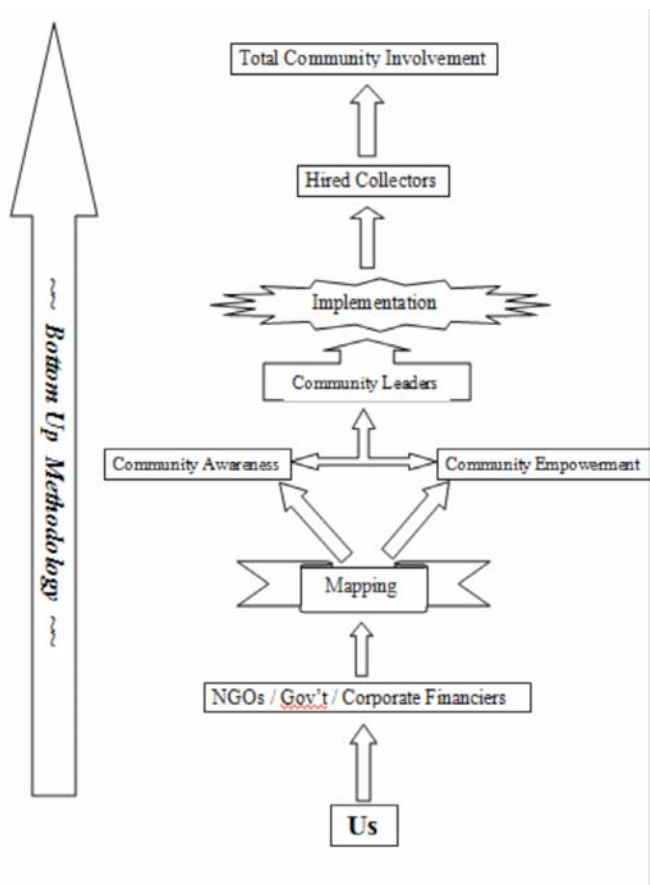 Total Community Involvement
Hired Collectors
Implementation
Community Leaders
Community Awareness
Community Empowerment
Mapping
NGOs / Gov't / Corporate Financiers
Us
~~ Bottom Up Methodology ~~